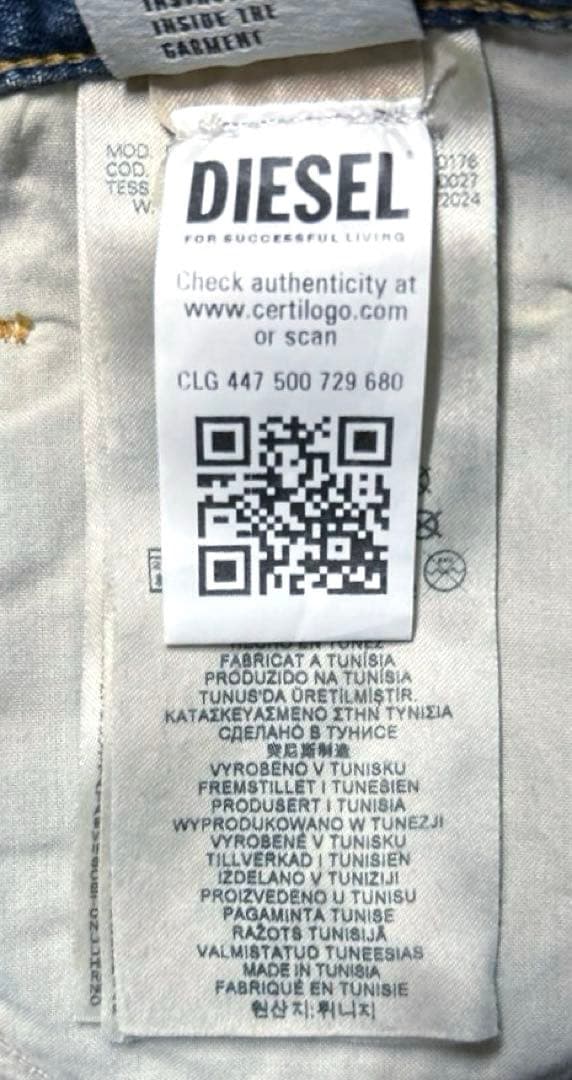 INSIDE THE
GARMENT
MOD.
COD.
TESS
W.
0176
0027
2024
DIESEL
FOR SUCCESSFUL LIVING
Check authenticity at
www.certilogo.com
or scan
CLG 447 500 729 680
FABRICAT A TUNÍSIA
PRODUZIDO NA TUNÍSIA
TUNUS'DA ÜRETİLMİŞTİR.
ΚΑΤΑΣΚΕΥΑΣΜΕΝΟ ΣΤΗΝ ΤΥΝΙΣΙΑ
СДЕЛАНО В ТУНИСЕ
突尼斯制造
VYROBENO V TUNISKU
FREMSTILLET I TUNESIEN
PRODUSERT I TUNISIA
WYPRODUKOWANO W TUNEZJI
VYROBENÉ V TUNISKU
TILLVERKAD I TUNISIEN
IZDELANO V TUNIZIJI
PROIZVEDENO U TUNISU
PAGAMINTA TUNISE
RAŽOTS TUNISIJĀ
VALMISTATUD TUNEESIAS
MADE IN TUNISIA
FABRIQUÉ EN TUNISIE
원산지:튀니지